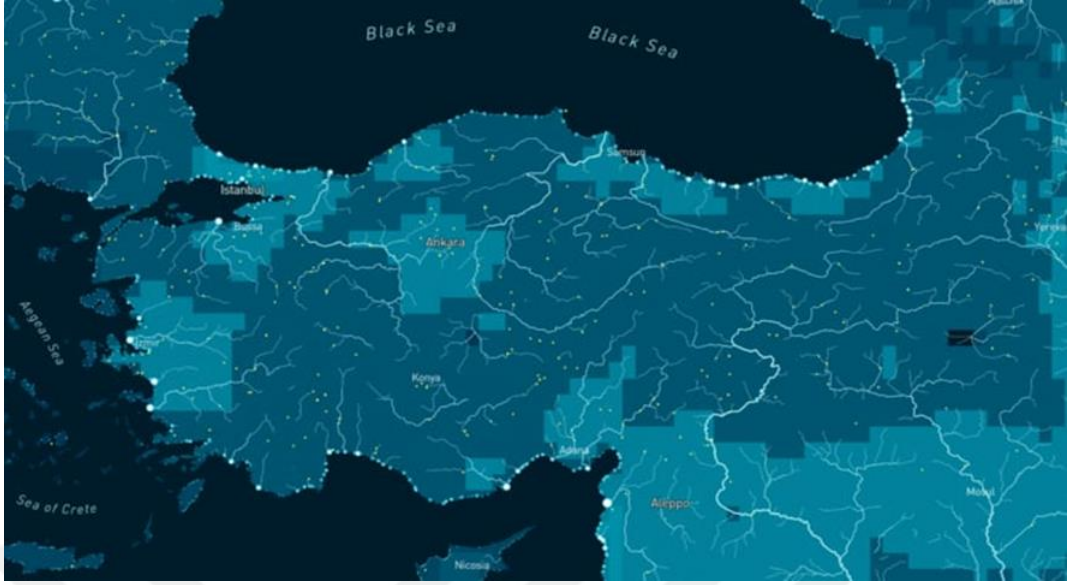 Black Sea
Black Sea
Samsun
Istanbul
Bursa
Ankara
Yereva
Aegean Sea
Izmir
Konya
Adana
Aleppo
Mosul
Sea of Crete
Nicosia